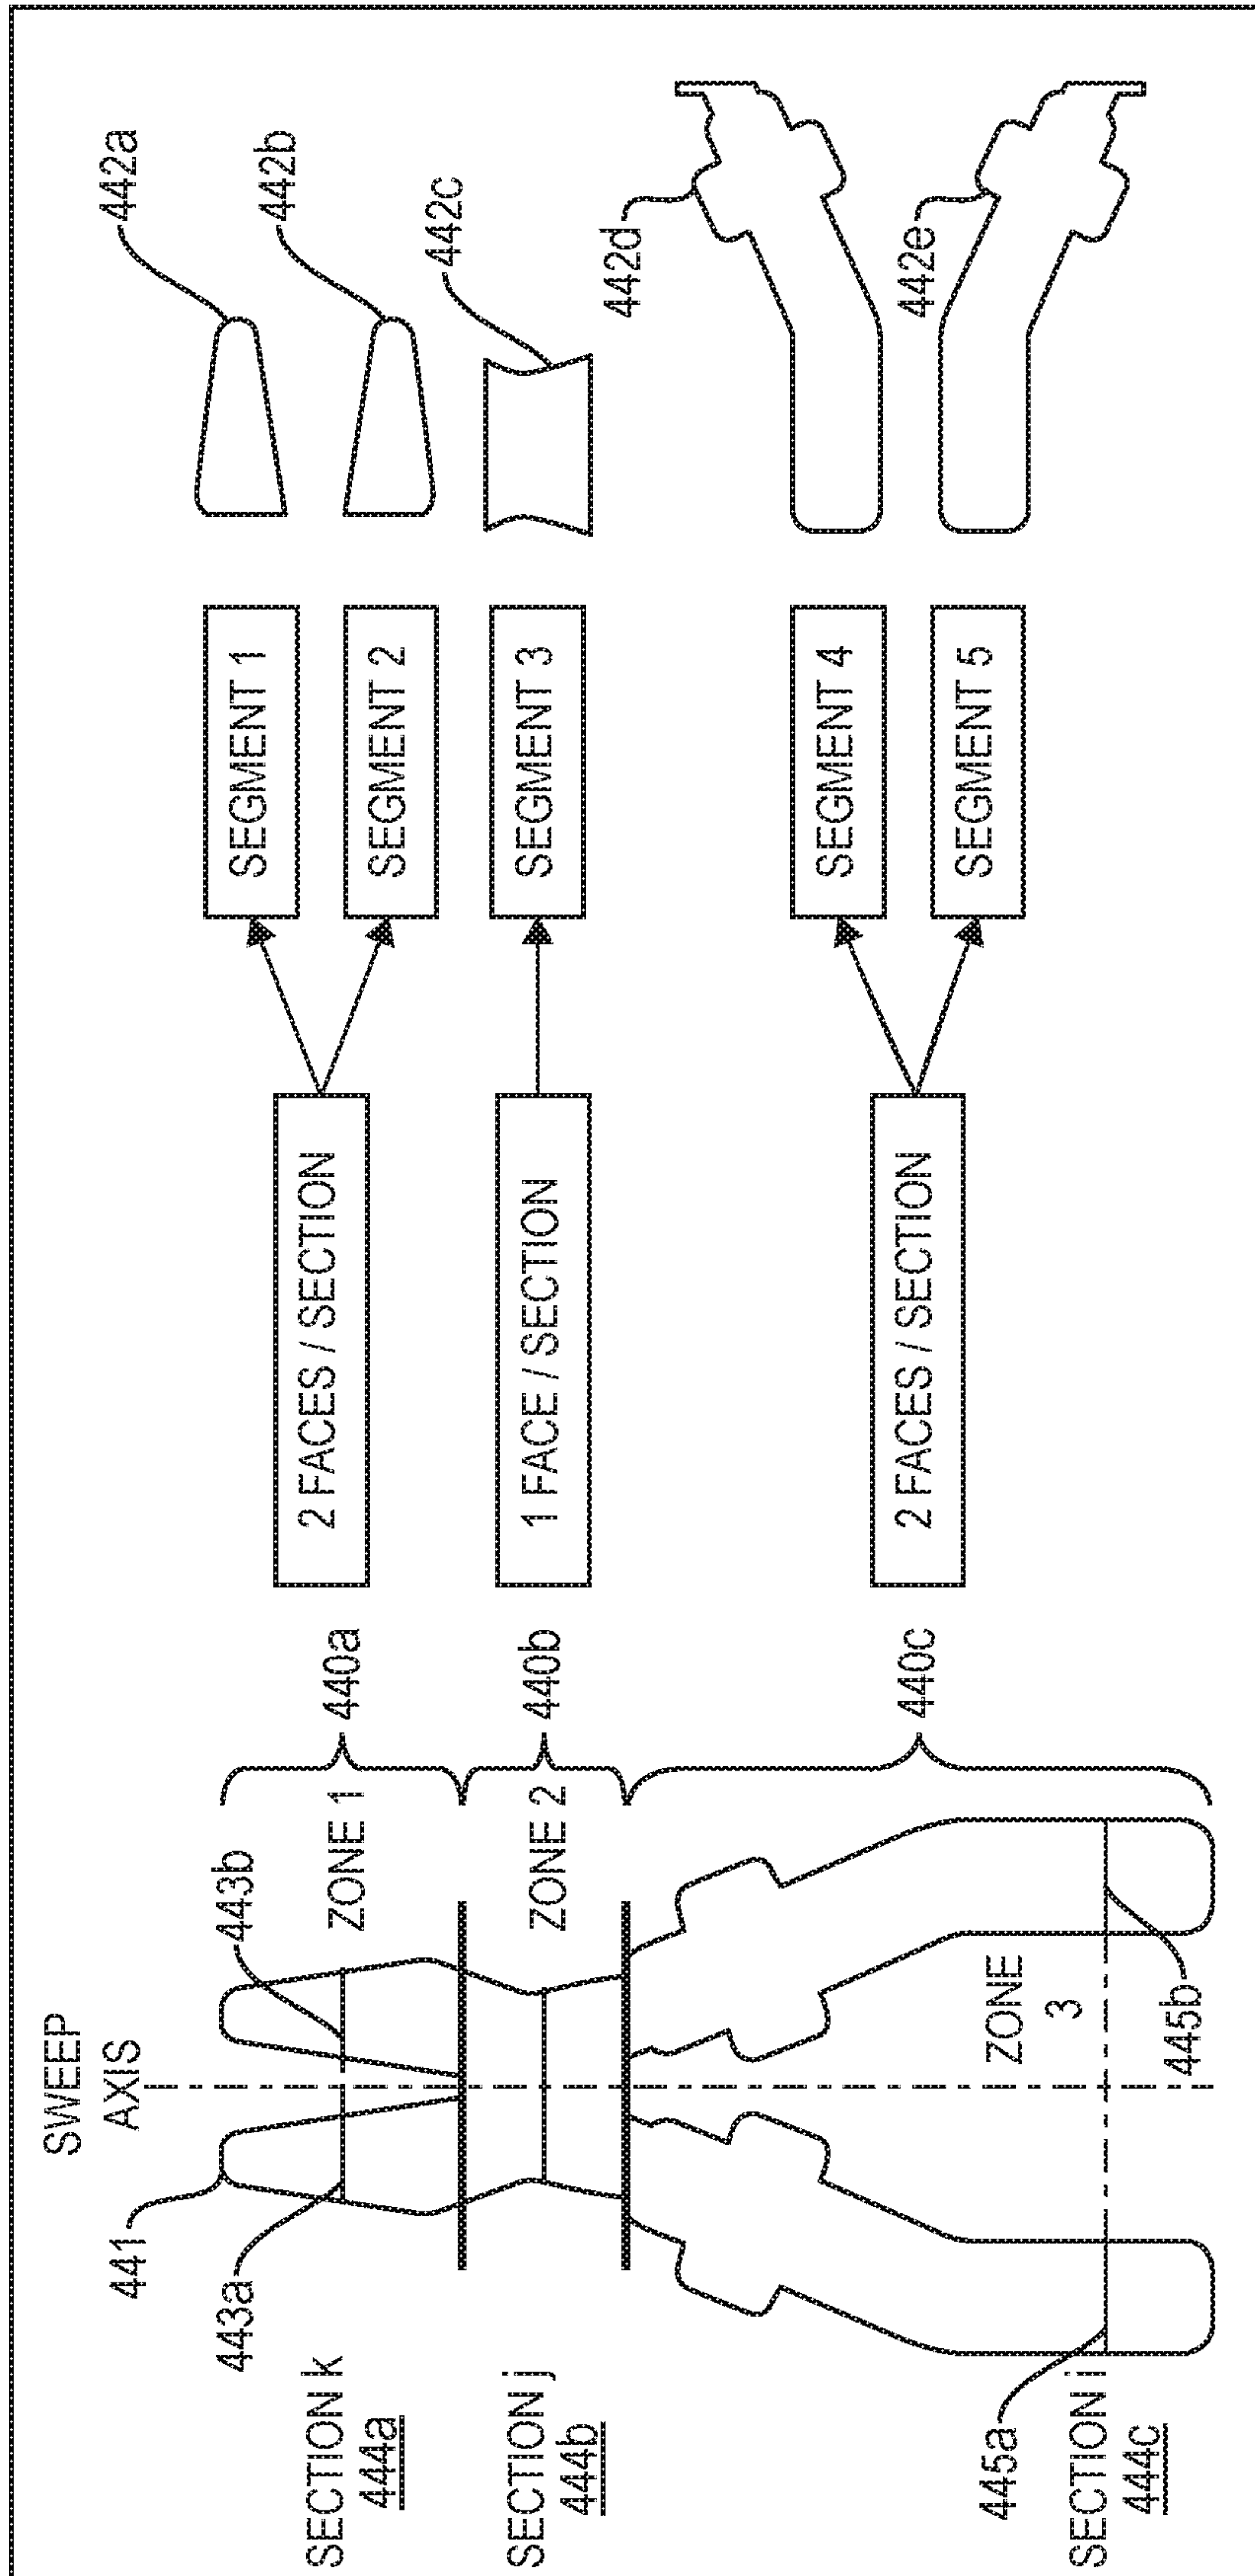 SWEEP
AXIS
441
443a
443b
SECTION k
444a
ZONE 1
440a
2 FACES / SECTION
SEGMENT 1
SEGMENT 2
442a
442b
SECTION j
444b
ZONE 2
440b
1 FACE / SECTION
SEGMENT 3
442c
ZONE
3
440c
2 FACES / SECTION
SEGMENT 4
SEGMENT 5
442d
442e
445a
445b
SECTION i
444c